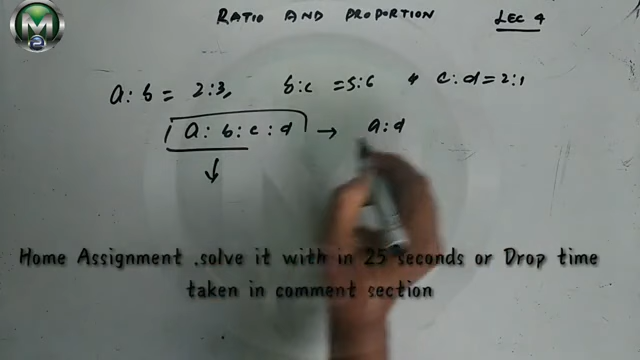 M
2
RATIO AND PROPORTION LEC 4
a:b = 2:3, b:c = 5:6 & c:d = 2:1
a:b:c:d → a:d
↓
Home Assignment .solve it with in 25 seconds or Drop time
taken in comment section